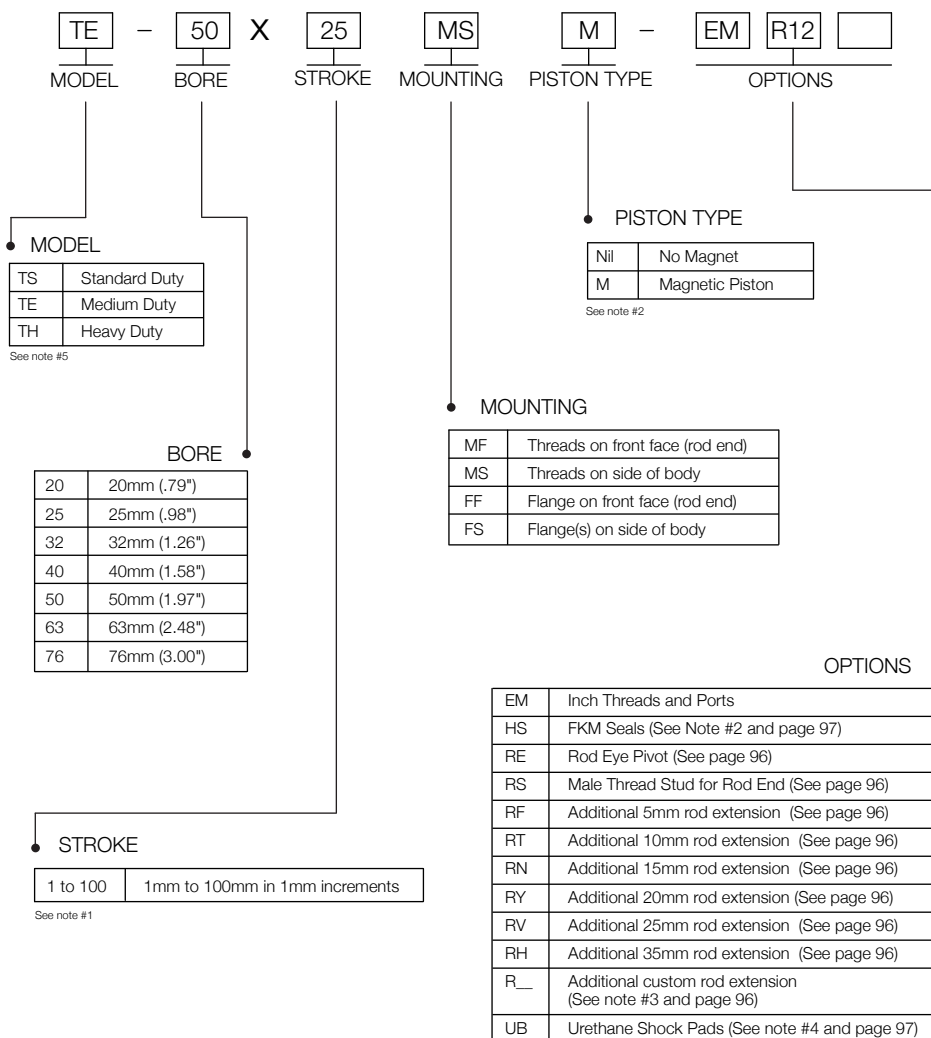 TE – 50 X 25 MS M – EM R12
MODEL BORE STROKE MOUNTING PISTON TYPE OPTIONS
PISTON TYPE
Nil No Magnet
M Magnetic Piston
See note #2
MODEL
TS Standard Duty
TE Medium Duty
TH Heavy Duty
See note #5
MOUNTING
MF Threads on front face (rod end)
MS Threads on side of body
FF Flange on front face (rod end)
FS Flange(s) on side of body
BORE
20 20mm (.79")
25 25mm (.98")
32 32mm (1.26")
40 40mm (1.58")
50 50mm (1.97")
63 63mm (2.48")
76 76mm (3.00")
STROKE
1 to 100 1mm to 100mm in 1mm increments
See note #1
OPTIONS
EM Inch Threads and Ports
HS FKM Seals (See Note #2 and page 97)
RE Rod Eye Pivot (See page 96)
RS Male Thread Stud for Rod End (See page 96)
RF Additional 5mm rod extension (See page 96)
RT Additional 10mm rod extension (See page 96)
RN Additional 15mm rod extension (See page 96)
RY Additional 20mm rod extension (See page 96)
RV Additional 25mm rod extension (See page 96)
RH Additional 35mm rod extension (See page 96)
R__ Additional custom rod extension
(See note #3 and page 96)
UB Urethane Shock Pads (See note #4 and page 97)